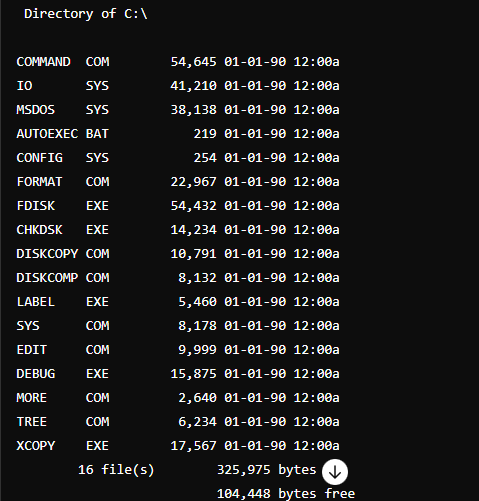 Directory of C:\
COMMAND  COM        54,645 01-01-90 12:00a
IO       SYS        41,210 01-01-90 12:00a
MSDOS    SYS        38,138 01-01-90 12:00a
AUTOEXEC BAT           219 01-01-90 12:00a
CONFIG   SYS           254 01-01-90 12:00a
FORMAT   COM        22,967 01-01-90 12:00a
FDISK    EXE        54,432 01-01-90 12:00a
CHKDSK   EXE        14,234 01-01-90 12:00a
DISKCOPY COM        10,791 01-01-90 12:00a
DISKCOMP COM         8,132 01-01-90 12:00a
LABEL    EXE         5,460 01-01-90 12:00a
SYS      COM         8,178 01-01-90 12:00a
EDIT     COM         9,999 01-01-90 12:00a
DEBUG    EXE        15,875 01-01-90 12:00a
MORE     COM         2,640 01-01-90 12:00a
TREE     COM         6,234 01-01-90 12:00a
XCOPY    EXE        17,567 01-01-90 12:00a
        16 file(s)        325,975 bytes
                          104,448 bytes free